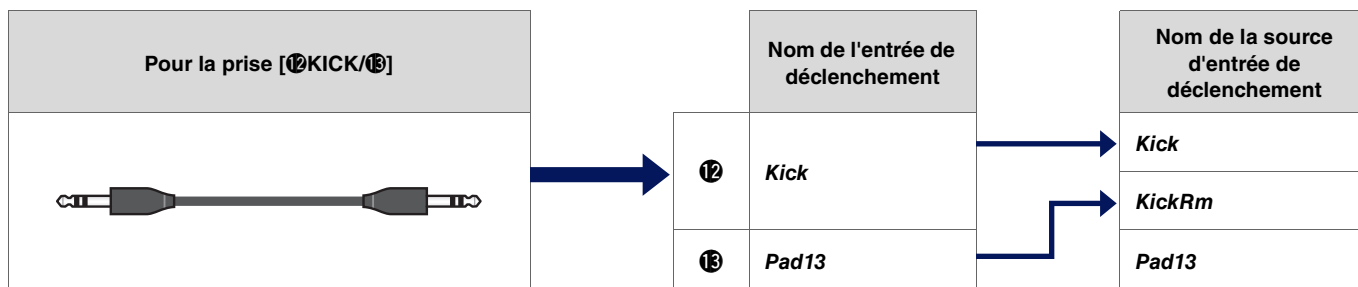 Pour la prise [⓬KICK/⓭]
Nom de l'entrée de
déclenchement
Nom de la source
d'entrée de
déclenchement
⓬
Kick
Kick
KickRm
⓭
Pad13
Pad13